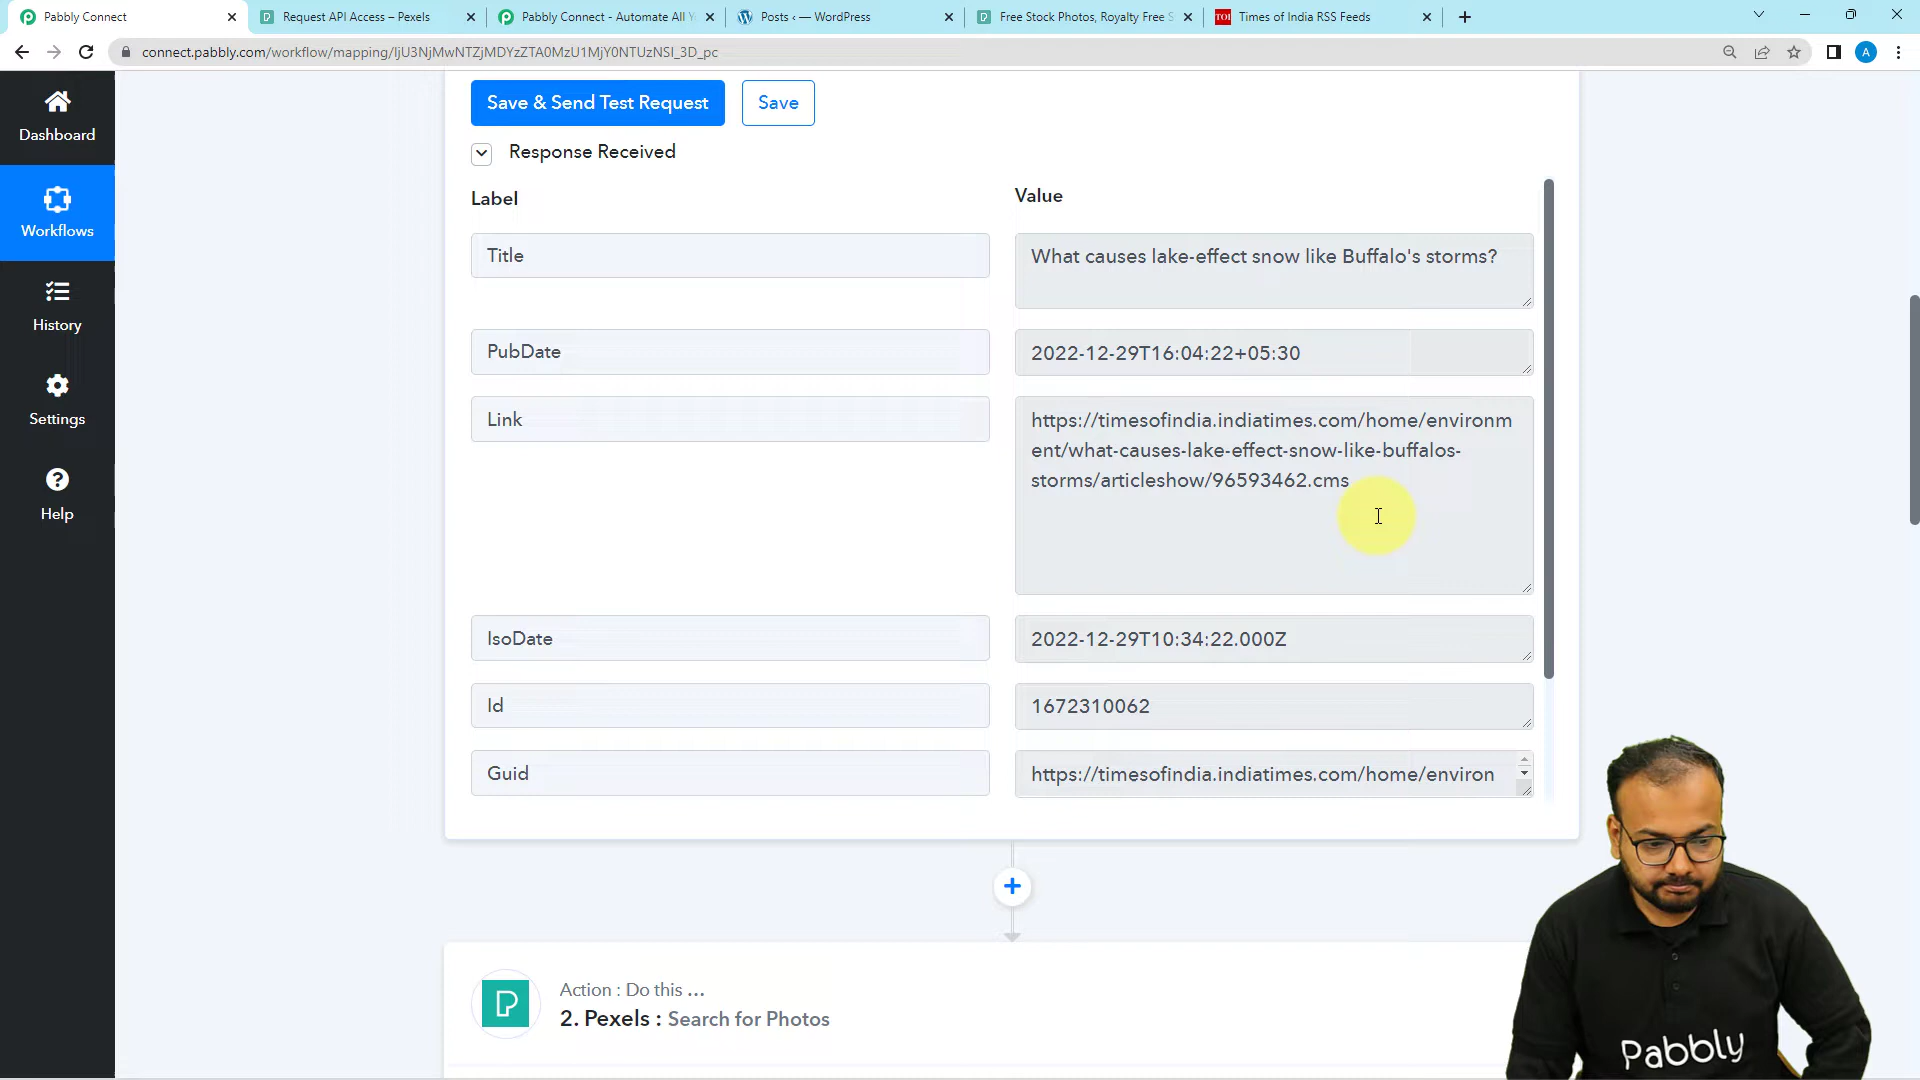 Pabbly Connect
Request API Access – Pexels
Pabbly Connect - Automate All Y
Posts ‹ — WordPress
Free Stock Photos, Royalty Free S
TOI
Times of India RSS Feeds
connect.pabbly.com/workflow/mapping/IjU3NjMwNTZjMDYzZTA0MzU1MjY0NTUzNSI_3D_pc
A
Dashboard
Workflows
History
Settings
Help
Save & Send Test Request
Save
Response Received
Label
Value
Title
What causes lake-effect snow like Buffalo's storms?
PubDate
2022-12-29T16:04:22+05:30
Link
https://timesofindia.indiatimes.com/home/environm
ent/what-causes-lake-effect-snow-like-buffalos-
storms/articleshow/96593462.cms
IsoDate
2022-12-29T10:34:22.000Z
Id
1672310062
Guid
https://timesofindia.indiatimes.com/home/environ
Action : Do this ...
2. Pexels : Search for Photos
Pabbly